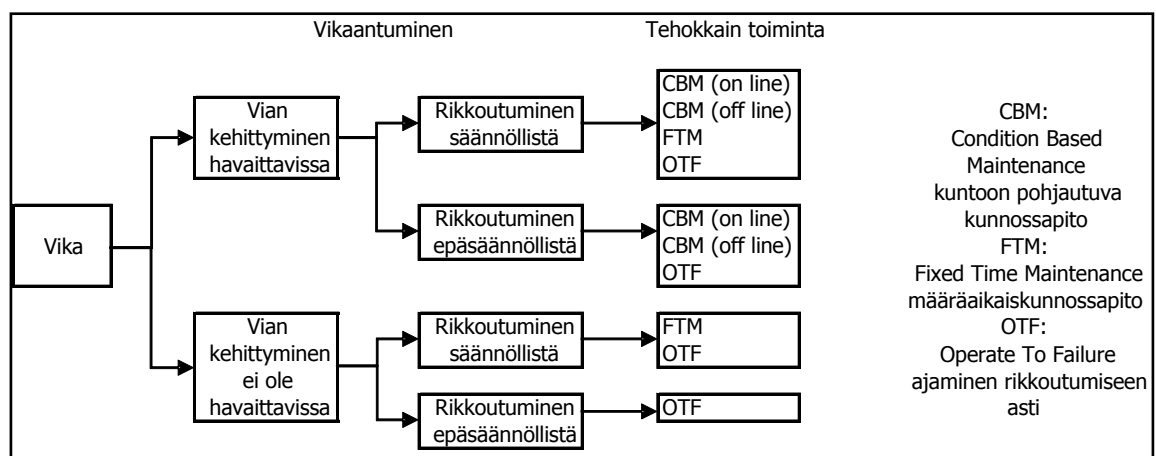 Vikaantuminen
Tehokkain toiminta
Vika
Vian
kehittyminen
havaittavissa
Rikkoutuminen
säännöllistä
CBM (on line)
CBM (off line)
FTM
OTF
Rikkoutuminen
epäsäännöllistä
CBM (on line)
CBM (off line)
OTF
Vian
kehittyminen
ei ole
havaittavissa
Rikkoutuminen
säännöllistä
FTM
OTF
Rikkoutuminen
epäsäännöllistä
OTF
CBM:
Condition Based
Maintenance
kuntoon pohjautuva
kunnossapito
FTM:
Fixed Time Maintenance
määräaikaiskunnossapito
OTF:
Operate To Failure
ajaminen rikkoutumiseen
asti